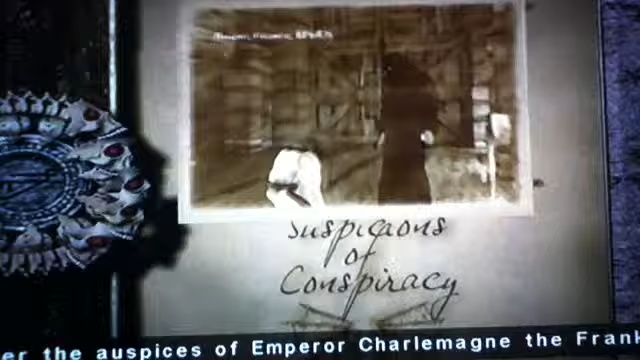 Suspicions
of
Conspiracy
er the auspices of Emperor Charlemagne the Frank